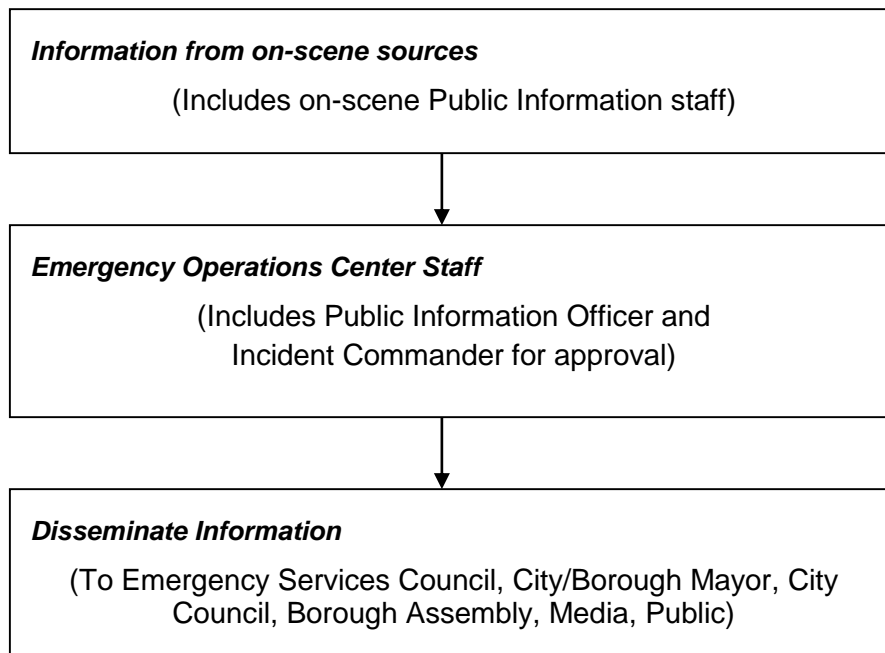 Information from on-scene sources
(Includes on-scene Public Information staff)
Emergency Operations Center Staff
(Includes Public Information Officer and
Incident Commander for approval)
Disseminate Information
(To Emergency Services Council, City/Borough Mayor, City
Council, Borough Assembly, Media, Public)